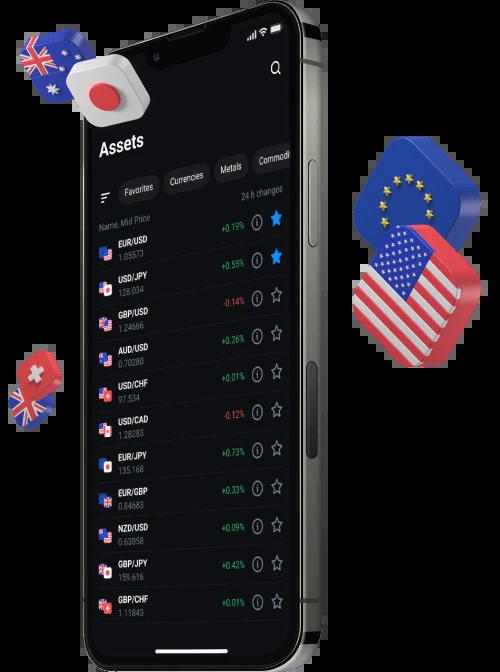 Assets
Favorites Currencies Metals Commodi
Name, Mid Price 24 h changes
EUR/USD
1.05573 +0.19%
USD/JPY
128.034 +0.55%
GBP/USD
1.24666 -0.14%
AUD/USD
0.70280 +0.26%
USD/CHF
97.534 +0.01%
USD/CAD
1.28283 -0.12%
EUR/JPY
135.168 +0.73%
EUR/GBP
0.84683 +0.33%
NZD/USD
0.63858 +0.09%
GBP/JPY
159.616 +0.42%
GBP/CHF
1.11843 +0.01%